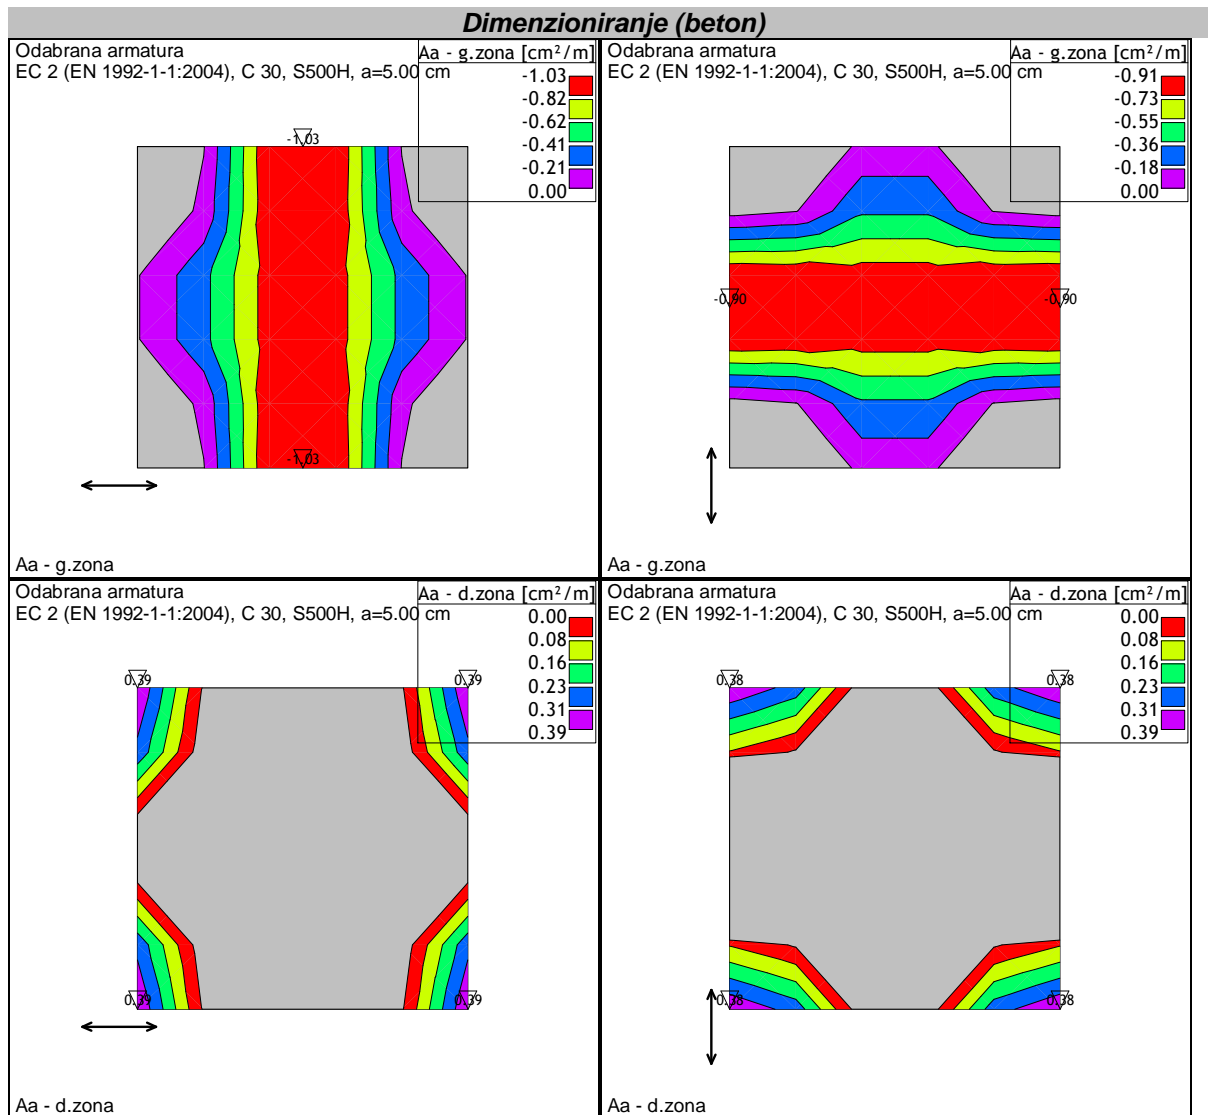 Dimenzioniranje (beton)
Odabrana armatura
EC 2 (EN 1992-1-1:2004), C 30, S500H, a=5.00 cm
Aa - g.zona [cm²/m]
-1.03
-0.82
-0.62
-0.41
-0.21
0.00
-1.03
-1.03
Aa - g.zona
Odabrana armatura
EC 2 (EN 1992-1-1:2004), C 30, S500H, a=5.00 cm
Aa - g.zona [cm²/m]
-0.91
-0.73
-0.55
-0.36
-0.18
0.00
-0.90
-0.90
Aa - g.zona
Odabrana armatura
EC 2 (EN 1992-1-1:2004), C 30, S500H, a=5.00 cm
Aa - d.zona [cm²/m]
0.00
0.08
0.16
0.23
0.31
0.39
0.39
0.39
0.39
0.39
Aa - d.zona
Odabrana armatura
EC 2 (EN 1992-1-1:2004), C 30, S500H, a=5.00 cm
Aa - d.zona [cm²/m]
0.00
0.08
0.16
0.23
0.31
0.39
0.38
0.38
0.38
0.38
Aa - d.zona